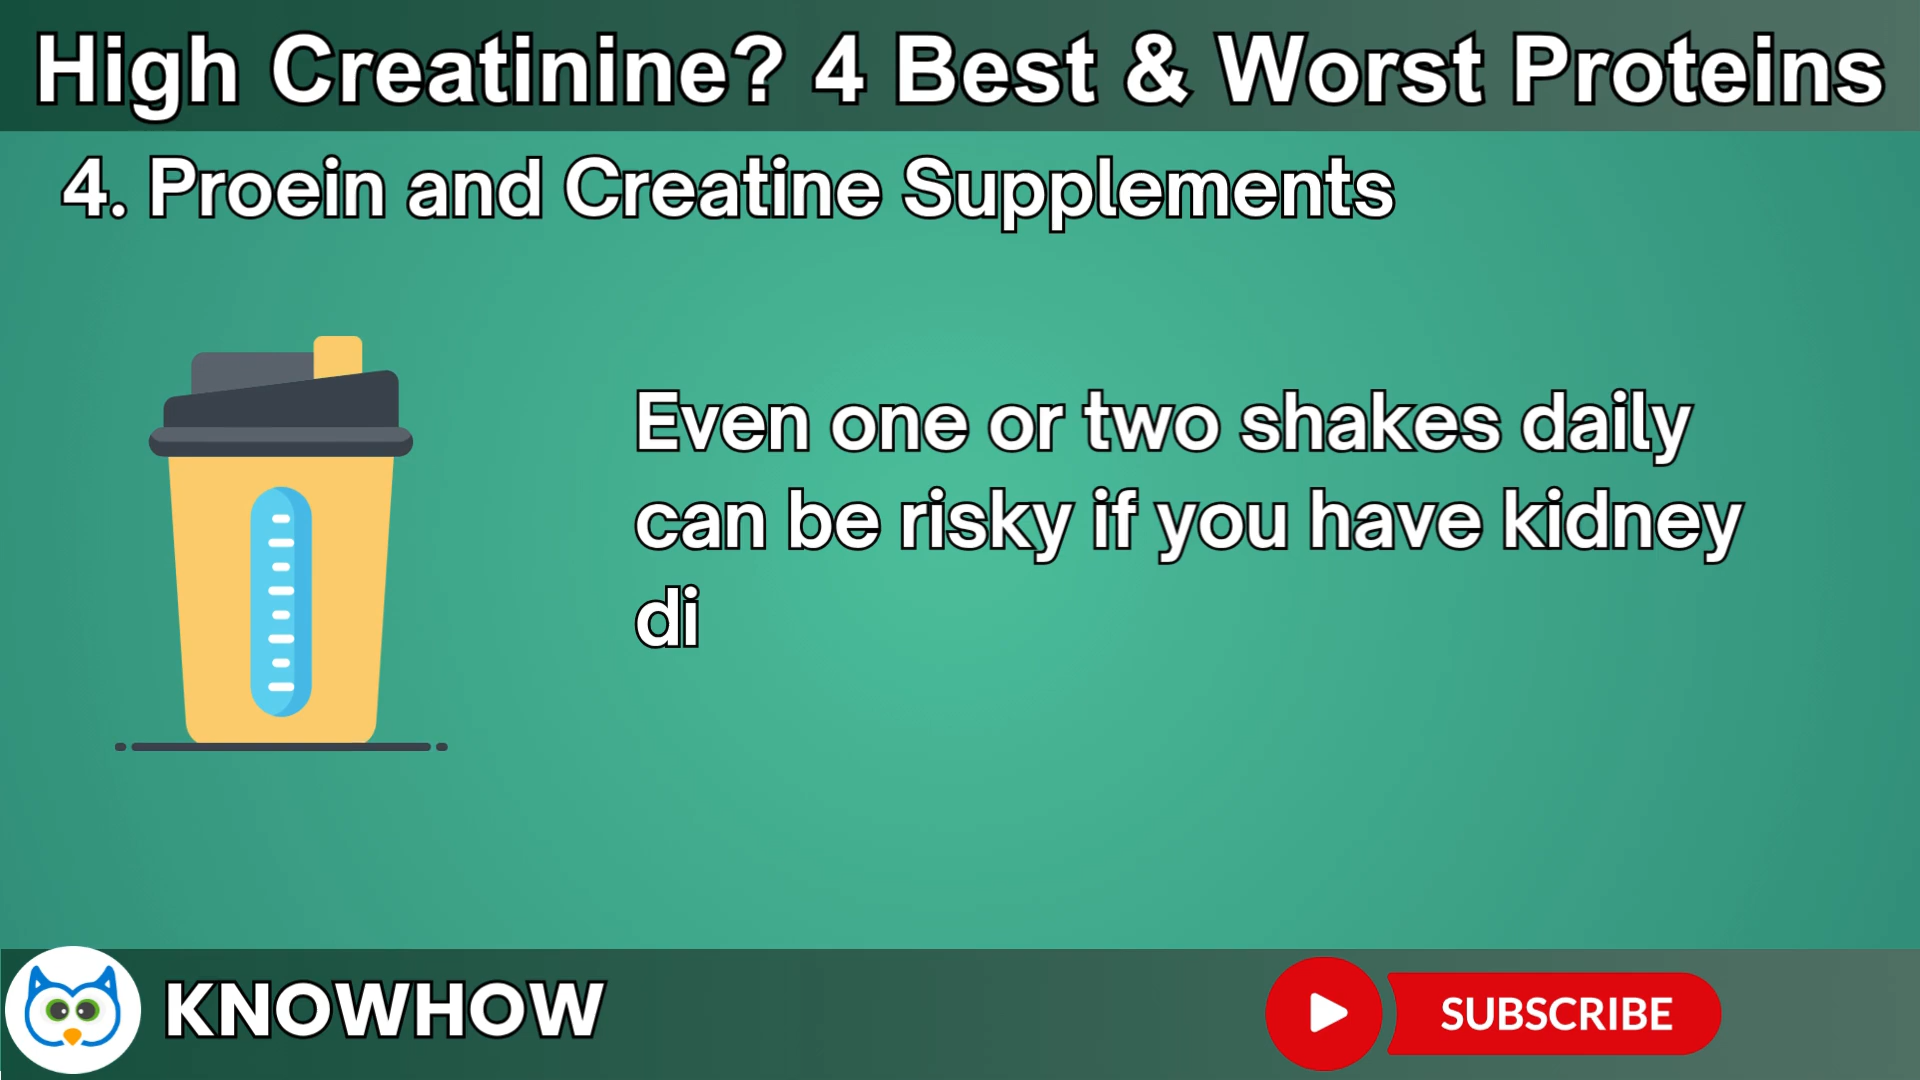 High Creatinine? 4 Best & Worst Proteins
4. Proein and Creatine Supplements
Even one or two shakes daily
can be risky if you have kidney
di
KNOWHOW
SUBSCRIBE